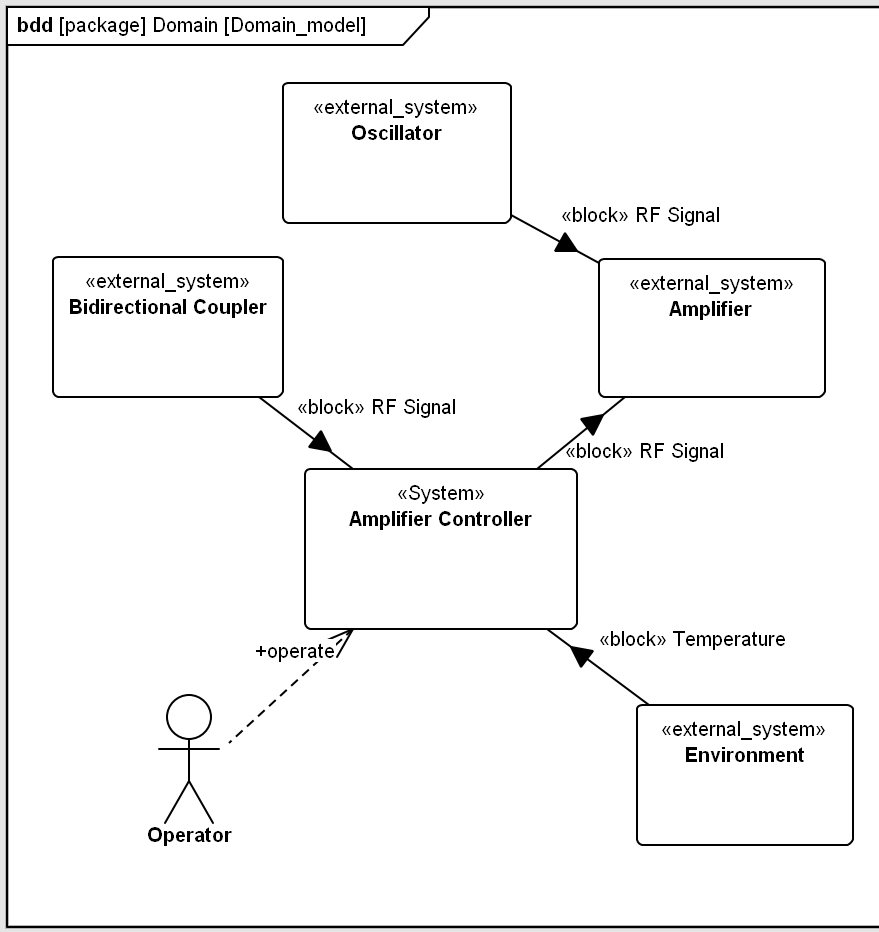 bdd [package] Domain [Domain_model]
«external_system»
Oscillator
«block» RF Signal
«external_system»
Bidirectional Coupler
«external_system»
Amplifier
«block» RF Signal
«block» RF Signal
«System»
Amplifier Controller
+operate
«block» Temperature
«external_system»
Environment
Operator